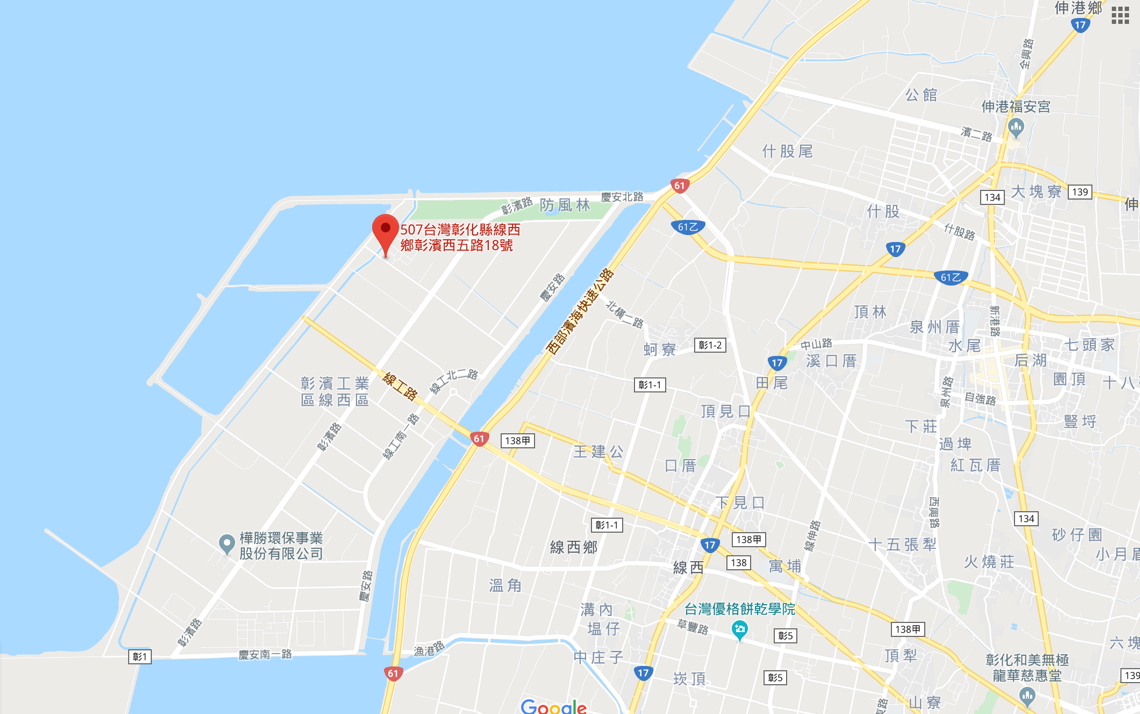 伸港鄉
17
全興路
公館
伸港福安宮
濱二路
什股尾
61
139
大塊寮
134
伸
慶安北路
彰濱路
防風林
什股
61乙
507台灣彰化縣線西
鄉彰濱西五路18號
什股路
17
61乙
慶安路
西部濱海快速公路
北橫二路
頂林
新港路
泉州厝
水尾
七頭家
中山路
彰1-2
蚵寮
溪口厝
后湖
17
田尾
園頂
十八
線工北二路
線工路
彰濱工業
區線西區
彰1-1
泉州路
自強路
頂見口
豐埒
下莊
線工南一路
彰濱路
61
138甲
過埤
王建公
口厝
紅瓦厝
下見口
西興路
彰1-1
134
線伸路
樺勝環保事業
股份有限公司
線西鄉
17
138甲
十五張犁
砂仔園
138
線西
寓埔
火燒莊
小月眉
慶安路
溫角
溝內
塭仔
台灣優格餅乾學院
草豐路
彰5
138甲
彰濱路
六塊
彰1
慶安南一路
漁港路
中庄子
頂犁
彰化和美無極
龍華慈惠堂
61
17
崁頂
彰5
139
山寮
Google